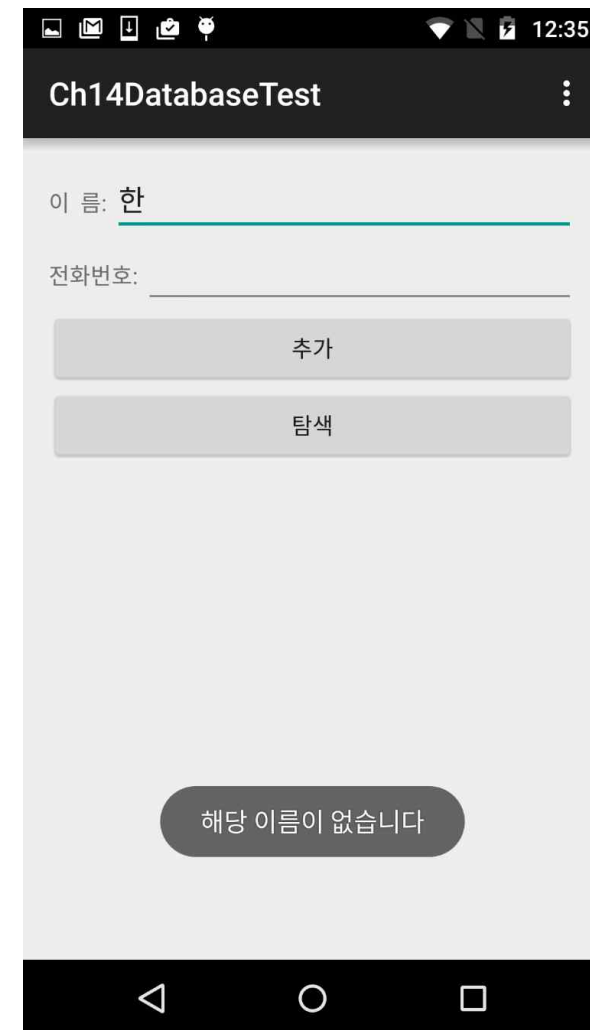 12:35
Ch14DatabaseTest
이 름: 한
전화번호:
추가
탐색
해당 이름이 없습니다